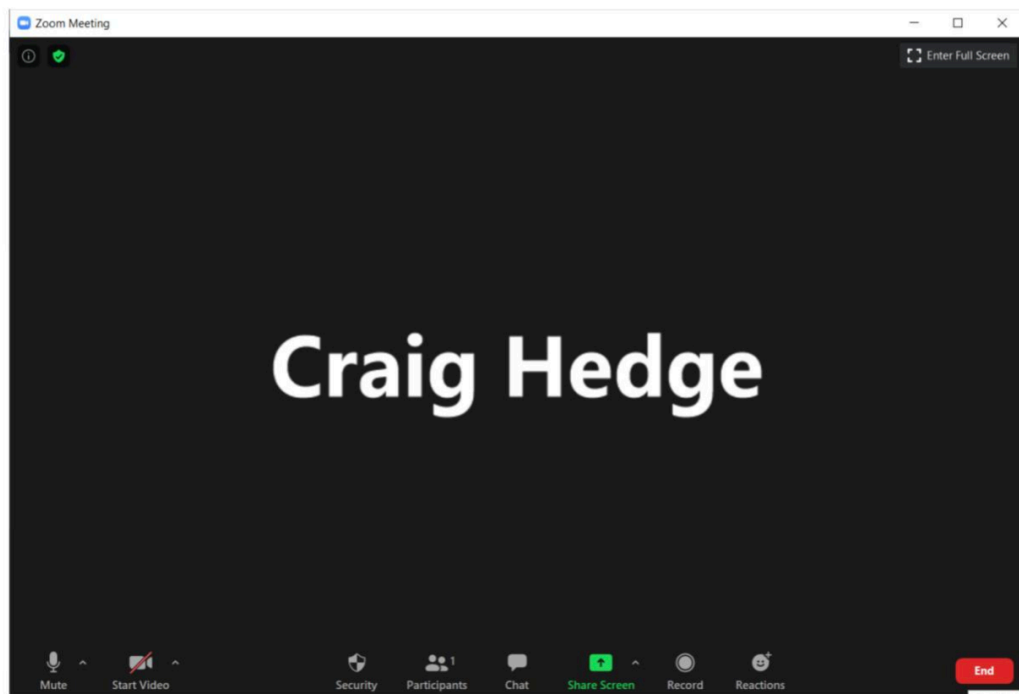 Zoom Meeting
Enter Full Screen
Craig Hedge
1
Mute Start Video Security Participants Chat Share Screen Record Reactions End